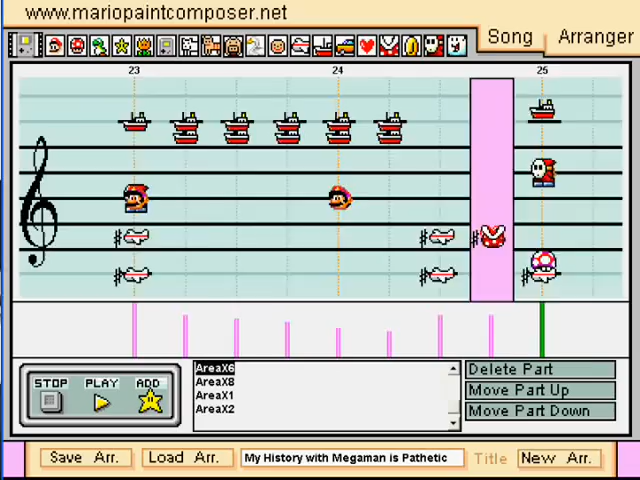 www.mariopaintcomposer.net
Song
Arranger
23
24
25
STOP
PLAY
ADD
AreaX6
AreaX8
AreaX1
AreaX2
Delete Part
Move Part Up
Move Part Down
Save Arr.
Load Arr.
My History with Megaman is Pathetic
Title
New Arr.